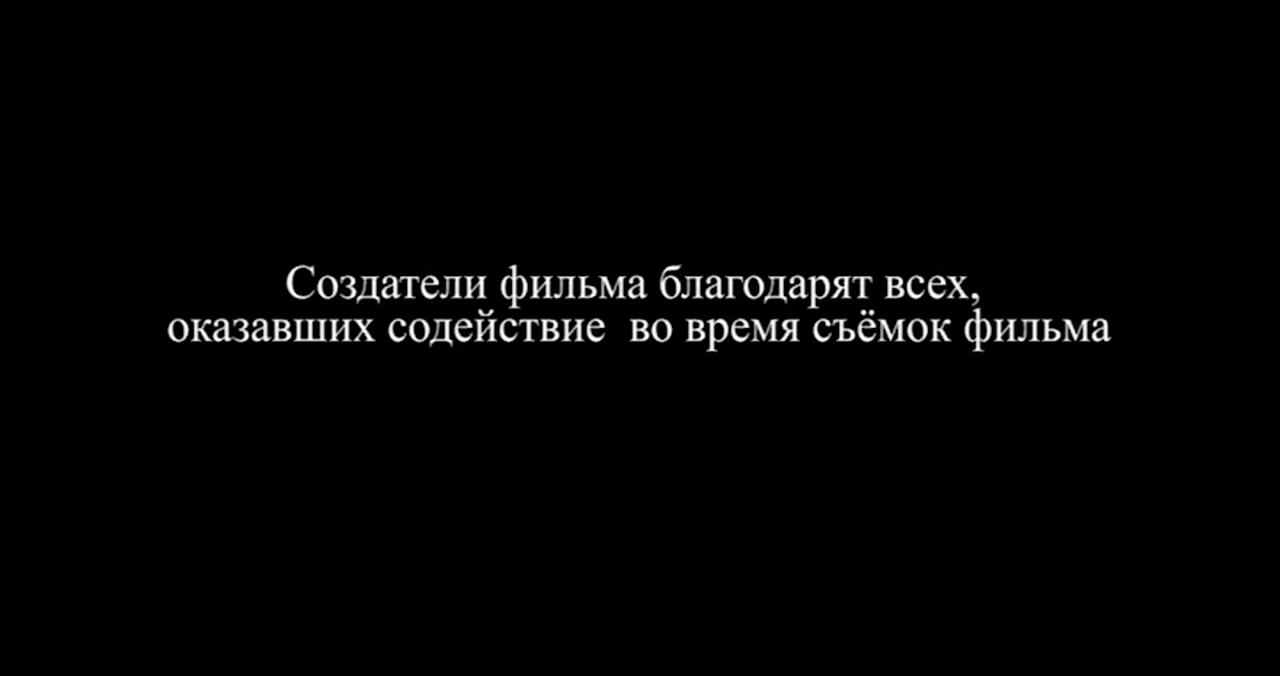 Создатели фильма благодарят всех,
оказавших содействие  во время съёмок фильма